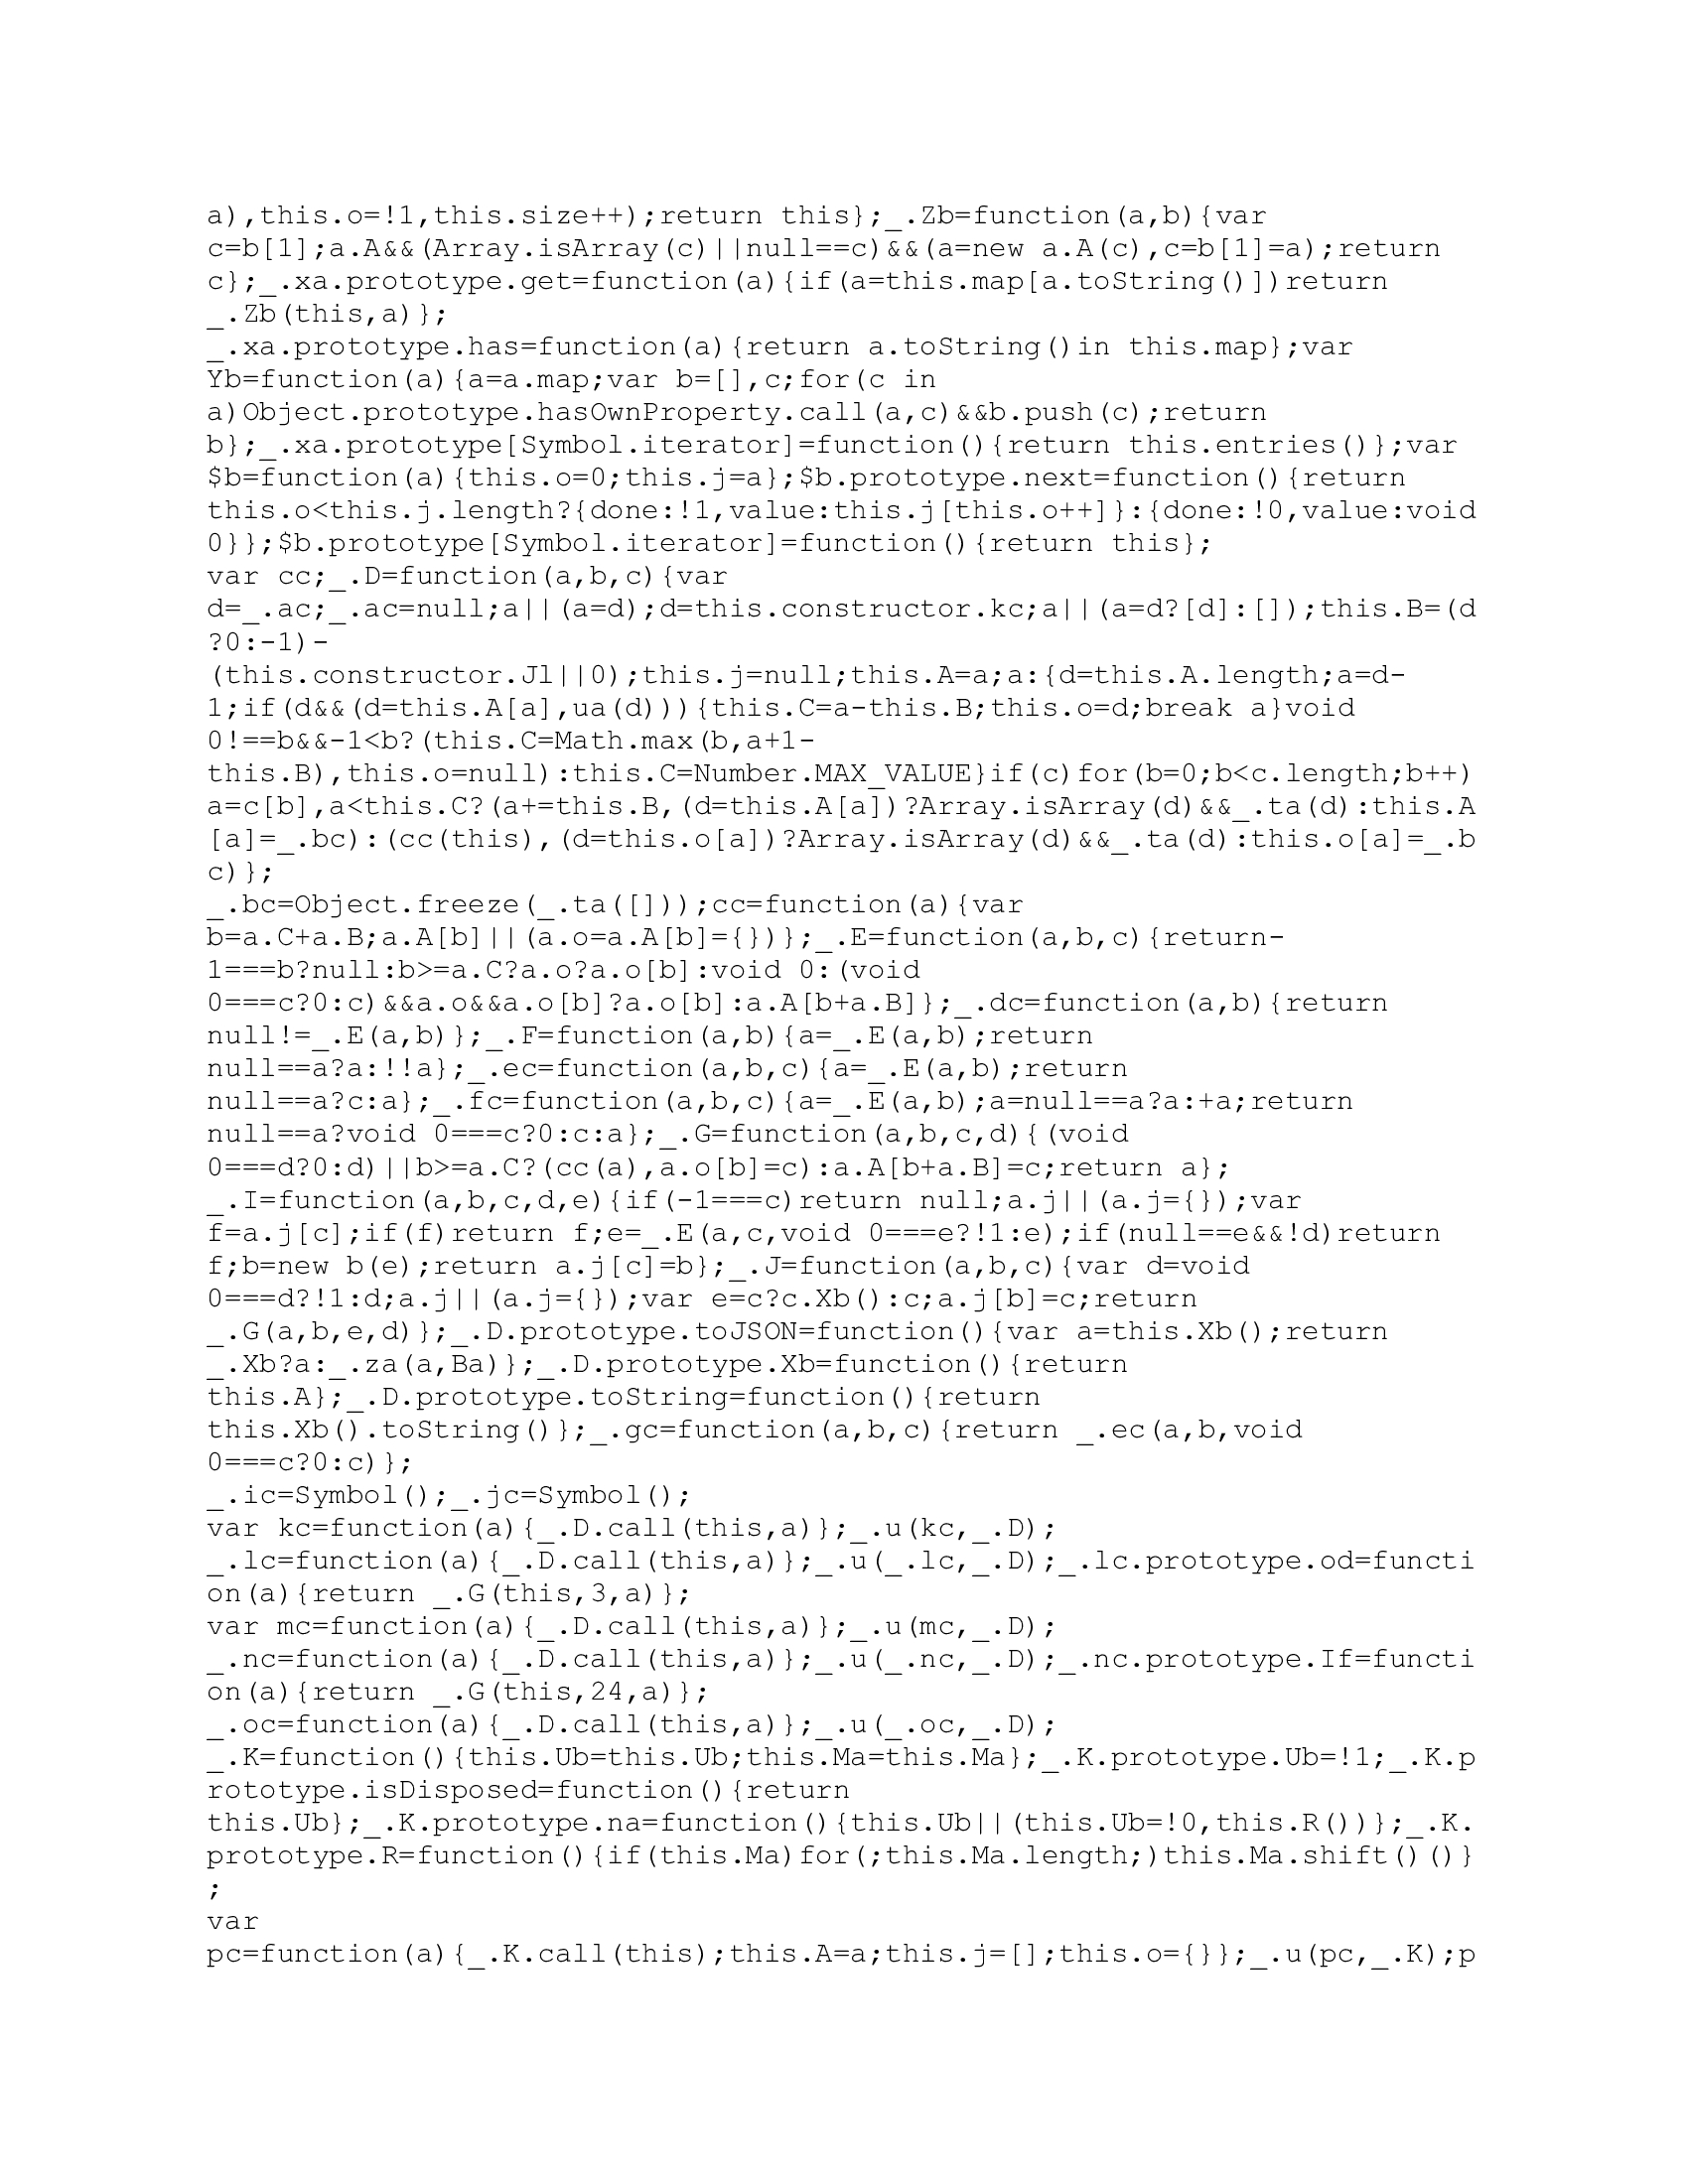 a),this.o=!1,this.size++);return this};_.Zb=function(a,b){var
c=b[1];a.A&&(Array.isArray(c)||null==c)&&(a=new a.A(c),c=b[1]=a);return
c};_.xa.prototype.get=function(a){if(a=this.map[a.toString()])return
_.Zb(this,a)};
_.xa.prototype.has=function(a){return a.toString()in this.map};var
Yb=function(a){a=a.map;var b=[],c;for(c in
a)Object.prototype.hasOwnProperty.call(a,c)&&b.push(c);return
b};_.xa.prototype[Symbol.iterator]=function(){return this.entries()};var
$b=function(a){this.o=0;this.j=a};$b.prototype.next=function(){return
this.o<this.j.length?{done:!1,value:this.j[this.o++]}:{done:!0,value:void
0}};$b.prototype[Symbol.iterator]=function(){return this};
var cc;_.D=function(a,b,c){var
d=_.ac;_.ac=null;a||(a=d);d=this.constructor.kc;a||(a=d?[d]:[]);this.B=(d
?0:-1)-
(this.constructor.Jl||0);this.j=null;this.A=a;a:{d=this.A.length;a=d-
1;if(d&&(d=this.A[a],ua(d))){this.C=a-this.B;this.o=d;break a}void
0!==b&&-1<b?(this.C=Math.max(b,a+1-
this.B),this.o=null):this.C=Number.MAX_VALUE}if(c)for(b=0;b<c.length;b++)
a=c[b],a<this.C?(a+=this.B,(d=this.A[a])?Array.isArray(d)&&_.ta(d):this.A
[a]=_.bc):(cc(this),(d=this.o[a])?Array.isArray(d)&&_.ta(d):this.o[a]=_.b
c)};
_.bc=Object.freeze(_.ta([]));cc=function(a){var
b=a.C+a.B;a.A[b]||(a.o=a.A[b]={})};_.E=function(a,b,c){return-
1===b?null:b>=a.C?a.o?a.o[b]:void 0:(void
0===c?0:c)&&a.o&&a.o[b]?a.o[b]:a.A[b+a.B]};_.dc=function(a,b){return
null!=_.E(a,b)};_.F=function(a,b){a=_.E(a,b);return
null==a?a:!!a};_.ec=function(a,b,c){a=_.E(a,b);return
null==a?c:a};_.fc=function(a,b,c){a=_.E(a,b);a=null==a?a:+a;return
null==a?void 0===c?0:c:a};_.G=function(a,b,c,d){(void
0===d?0:d)||b>=a.C?(cc(a),a.o[b]=c):a.A[b+a.B]=c;return a};
_.I=function(a,b,c,d,e){if(-1===c)return null;a.j||(a.j={});var
f=a.j[c];if(f)return f;e=_.E(a,c,void 0===e?!1:e);if(null==e&&!d)return
f;b=new b(e);return a.j[c]=b};_.J=function(a,b,c){var d=void
0===d?!1:d;a.j||(a.j={});var e=c?c.Xb():c;a.j[b]=c;return
_.G(a,b,e,d)};_.D.prototype.toJSON=function(){var a=this.Xb();return
_.Xb?a:_.za(a,Ba)};_.D.prototype.Xb=function(){return
this.A};_.D.prototype.toString=function(){return
this.Xb().toString()};_.gc=function(a,b,c){return _.ec(a,b,void
0===c?0:c)};
_.ic=Symbol();_.jc=Symbol();
var kc=function(a){_.D.call(this,a)};_.u(kc,_.D);
_.lc=function(a){_.D.call(this,a)};_.u(_.lc,_.D);_.lc.prototype.od=functi
on(a){return _.G(this,3,a)};
var mc=function(a){_.D.call(this,a)};_.u(mc,_.D);
_.nc=function(a){_.D.call(this,a)};_.u(_.nc,_.D);_.nc.prototype.If=functi
on(a){return _.G(this,24,a)};
_.oc=function(a){_.D.call(this,a)};_.u(_.oc,_.D);
_.K=function(){this.Ub=this.Ub;this.Ma=this.Ma};_.K.prototype.Ub=!1;_.K.p
rototype.isDisposed=function(){return
this.Ub};_.K.prototype.na=function(){this.Ub||(this.Ub=!0,this.R())};_.K.
prototype.R=function(){if(this.Ma)for(;this.Ma.length;)this.Ma.shift()()}
;
var
pc=function(a){_.K.call(this);this.A=a;this.j=[];this.o={}};_.u(pc,_.K);p